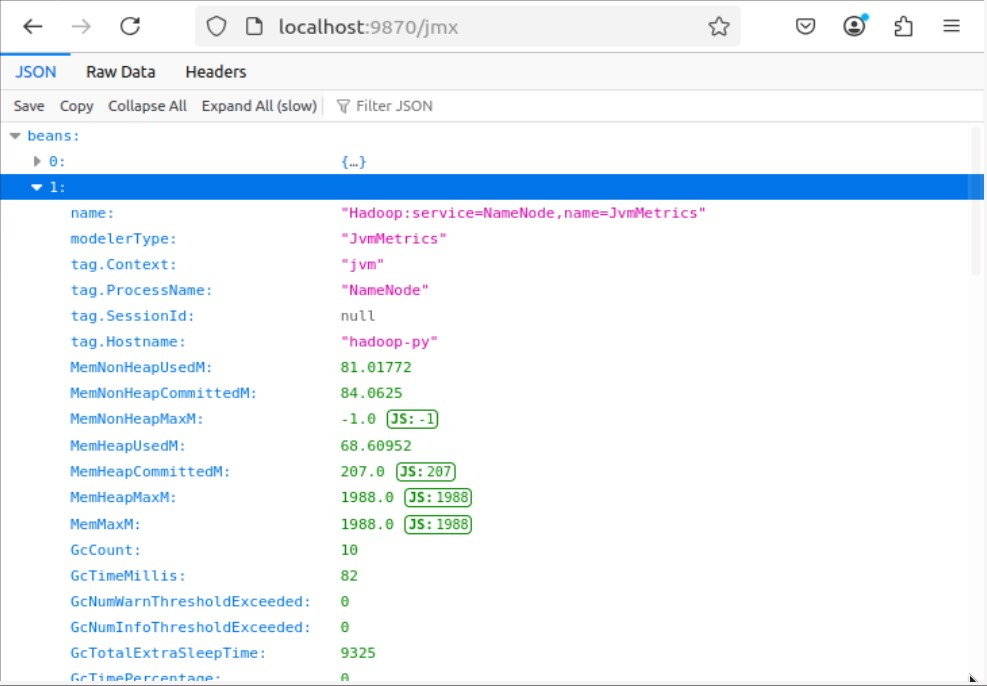 localhost:9870/jmx
JSON Raw Data Headers
Save Copy Collapse All Expand All (slow) Filter JSON
beans:
0: {…}
1:
name: "Hadoop:service=NameNode,name=JvmMetrics"
modelerType: "JvmMetrics"
tag.Context: "jvm"
tag.ProcessName: "NameNode"
tag.SessionId: null
tag.Hostname: "hadoop-py"
MemNonHeapUsedM: 81.01772
MemNonHeapCommittedM: 84.0625
MemNonHeapMaxM: -1.0 JS:-1
MemHeapUsedM: 68.60952
MemHeapCommittedM: 207.0 JS:207
MemHeapMaxM: 1988.0 JS:1988
MemMaxM: 1988.0 JS:1988
GcCount: 10
GcTimeMillis: 82
GcNumWarnThresholdExceeded: 0
GcNumInfoThresholdExceeded: 0
GcTotalExtraSleepTime: 9325
GcTimePercentage: 0